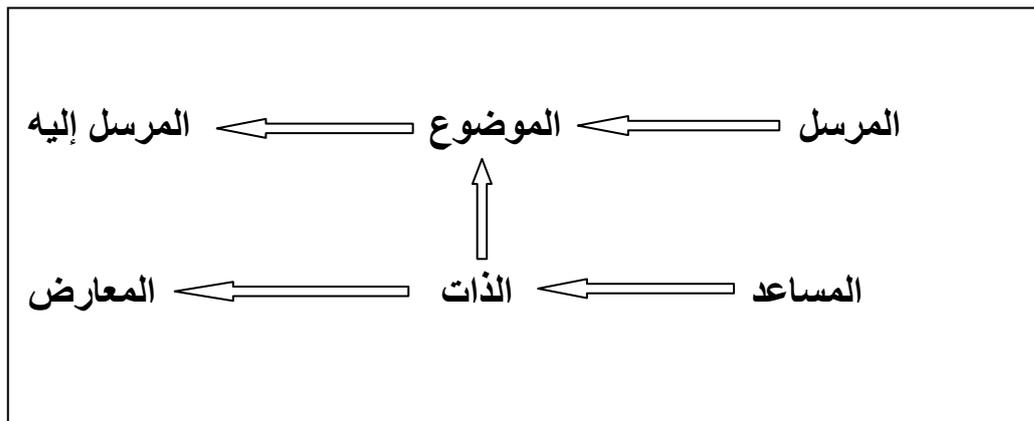 المرسل الموضوع المرسل إليه
المساعد الذات المعارض